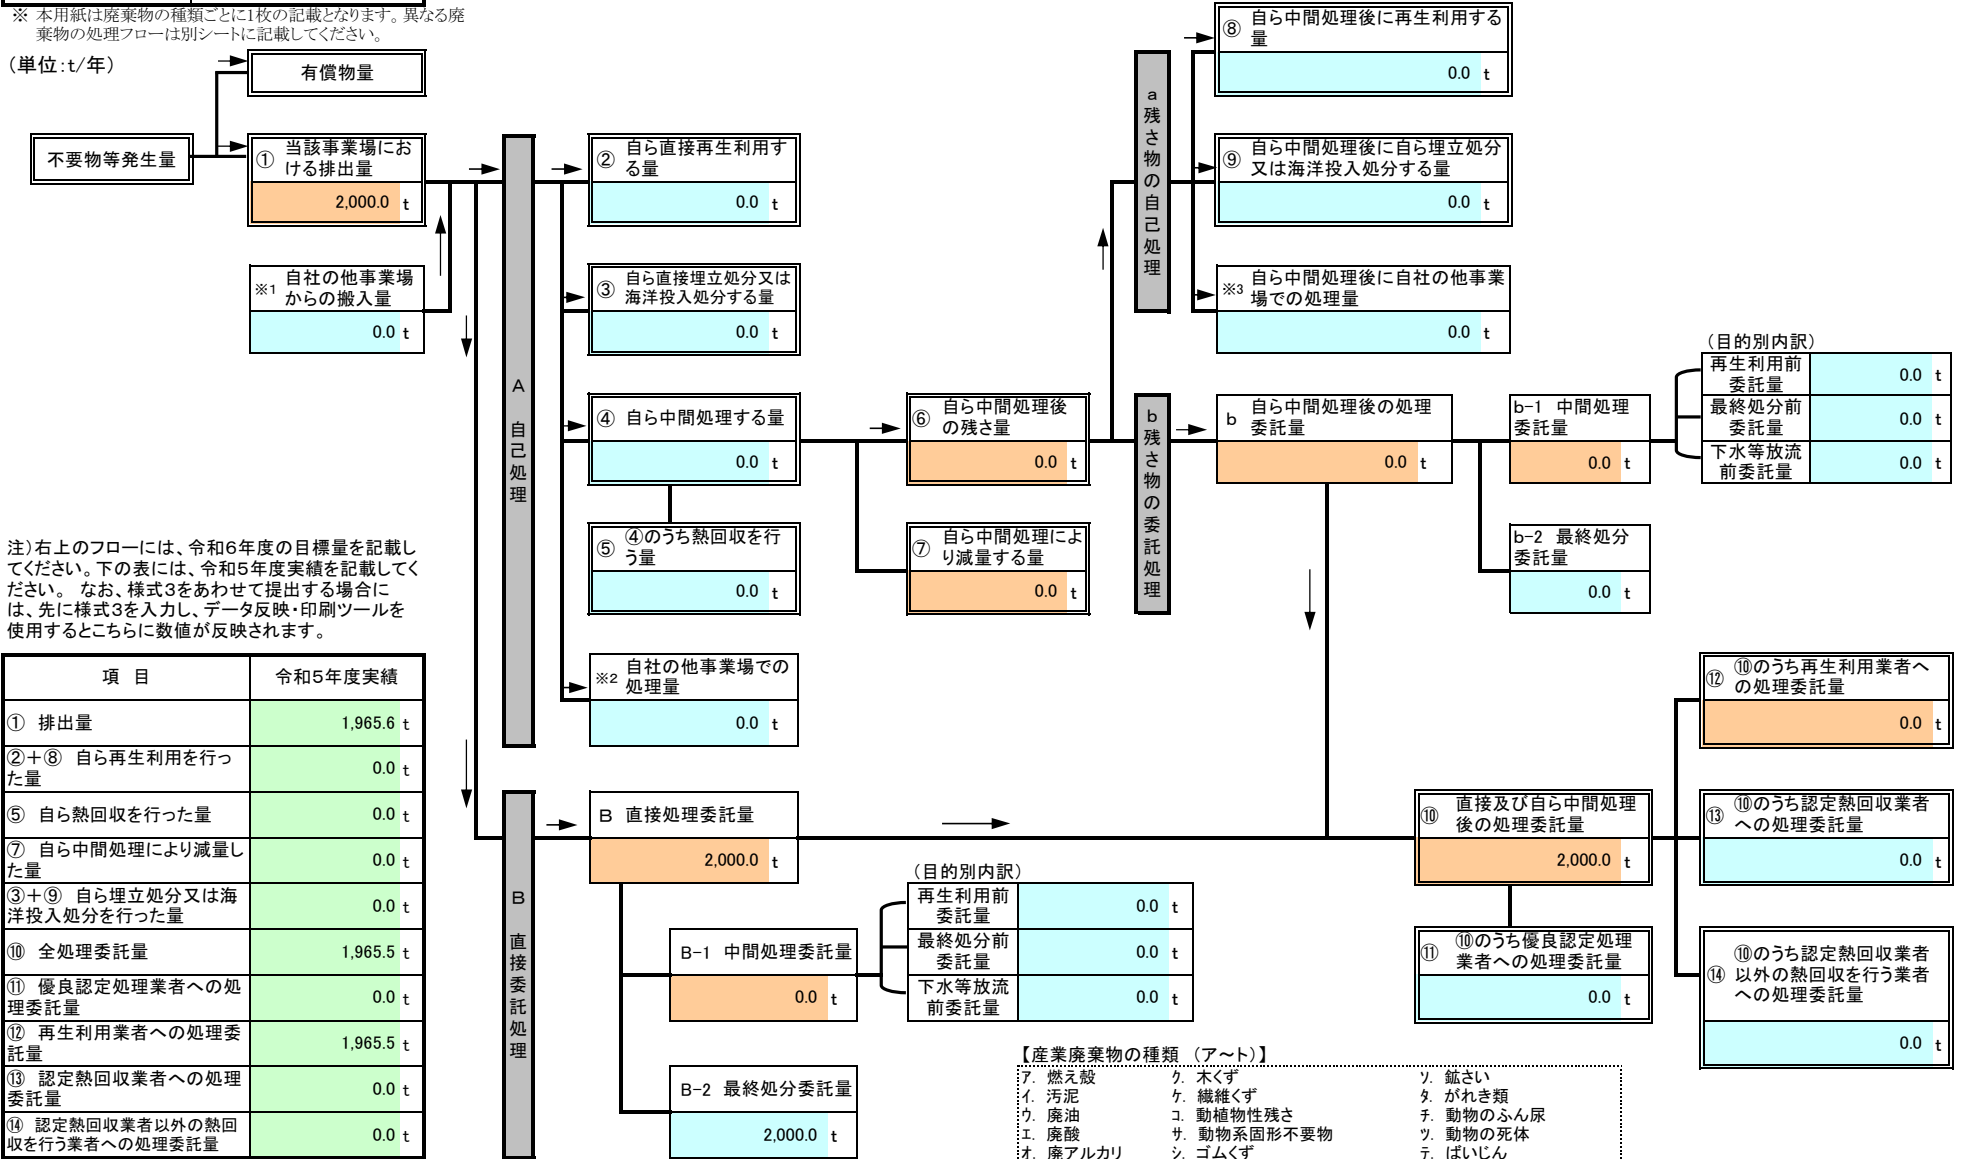 ※ 本用紙は廃棄物の種類ごとに1枚の記載となります。異なる廃
棄物の処理フローは別シートに記載してください。
（単位：t/年）
有償物量
不要物等発生量
① 当該事業場にお
ける排出量
2,000.0 t
※1 自社の他事業場
からの搬入量
0.0 t
A 自己処理
② 自ら直接再生利用す
る量
0.0 t
③ 自ら直接埋立処分又は
海洋投入処分する量
0.0 t
④ 自ら中間処理する量
0.0 t
⑤ ④のうち熱回収を行
う量
0.0 t
※2 自社の他事業場での
処理量
0.0 t
⑥ 自ら中間処理後
の残さ量
0.0 t
⑦ 自ら中間処理によ
り減量する量
0.0 t
a 残さ物の自己処理
⑧ 自ら中間処理後に再生利用する
量
0.0 t
⑨ 自ら中間処理後に自ら埋立処分
又は海洋投入処分する量
0.0 t
※3 自ら中間処理後に自社の他事業
場での処理量
0.0 t
b 残さ物の委託処理
b 自ら中間処理後の処理
委託量
0.0 t
b-1 中間処理
委託量
0.0 t
（目的別内訳）
再生利用前
委託量
0.0 t
最終処分前
委託量
0.0 t
下水等放流
前委託量
0.0 t
b-2 最終処分
委託量
0.0 t
注）右上のフローには、令和６年度の目標量を記載し
てください。下の表には、令和５年度実績を記載してく
ださい。 なお、様式３をあわせて提出する場合に
は、先に様式３を入力し、データ反映・印刷ツールを
使用するとこちらに数値が反映されます。
項 目 令和５年度実績
① 排出量 1,965.6 t
②＋⑧ 自ら再生利用を行っ
た量 0.0 t
⑤ 自ら熱回収を行った量 0.0 t
⑦ 自ら中間処理により減量し
た量 0.0 t
③＋⑨ 自ら埋立処分又は海
洋投入処分を行った量 0.0 t
⑩ 全処理委託量 1,965.5 t
⑪ 優良認定処理業者への処
理委託量 0.0 t
⑫ 再生利用業者への処理委
託量 1,965.5 t
⑬ 認定熱回収業者への処理
委託量 0.0 t
⑭ 認定熱回収業者以外の熱回
収を行う業者への処理委託量 0.0 t
B 直接委託処理
B 直接処理委託量
2,000.0 t
B-1 中間処理委託量
0.0 t
（目的別内訳）
再生利用前
委託量
0.0 t
最終処分前
委託量
0.0 t
下水等放流
前委託量
0.0 t
B-2 最終処分委託量
2,000.0 t
⑩ 直接及び自ら中間処理
後の処理委託量
2,000.0 t
⑪ ⑩のうち優良認定処理
業者への処理委託量
0.0 t
⑫ ⑩のうち再生利用業者へ
の処理委託量
0.0 t
⑬ ⑩のうち認定熱回収業者
への処理委託量
0.0 t
⑭ ⑩のうち認定熱回収業者
以外の熱回収を行う業者
への処理委託量
0.0 t
【産業廃棄物の種類 （ア～ト）】
ア. 燃え殻 ク. 木くず ソ. 鉱さい
イ. 汚泥 ケ. 繊維くず タ. がれき類
ウ. 廃油 コ. 動植物性残さ チ. 動物のふん尿
エ. 廃酸 サ. 動物系固形不要物 ツ. 動物の死体
オ. 廃アルカリ シ. ゴムくず テ. ばいじん